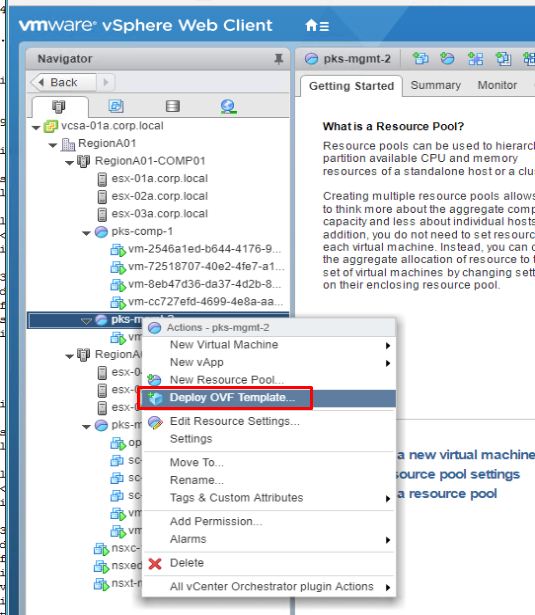 vmware® vSphere Web Client
Navigator
Back
vcsa-01a.corp.local
RegionA01
RegionA01-COMP01
esx-01a.corp.local
esx-02a.corp.local
esx-03a.corp.local
pks-comp-1
vm-2546a1ed-b644-4176-9...
vm-72518707-40e2-4fe7-a1...
vm-8eb47d36-da37-4d2b-8...
vm-cc727efd-4699-4e8a-aa...
pks-mgmt-2
vm
RegionA
esx-0
esx-0
esx-0
pks-m
op
sc-
sc-
sc-
vm
vm
nsxc-
nsxed
nsxt-
Actions - pks-mgmt-2
New Virtual Machine
New vApp
New Resource Pool...
Deploy OVF Template...
Edit Resource Settings...
Settings
Move To...
Rename...
Tags & Custom Attributes
Add Permission...
Alarms
Delete
All vCenter Orchestrator plugin Actions
pks-mgmt-2
Getting Started Summary Monitor
What is a Resource Pool?
Resource pools can be used to hierarc
partition available CPU and memory
resources of a standalone host or a clus
Creating multiple resource pools allows
to think more about the aggregate comp
capacity and less about individual hosts
addition, you do not need to set resourc
each virtual machine. Instead, you can c
the aggregate allocation of resource to t
set of virtual machines by changing sett
on their enclosing resource pool.
a new virtual machine
source pool settings
a resource pool